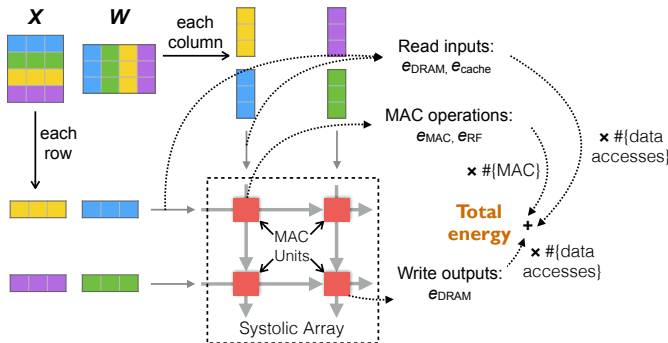 X
W
each
column
each
row
Read inputs:
eDRAM, ecache
MAC operations:
eMAC, eRF
× #{data
accesses}
× #{MAC}
Total
energy
+
× #{data
accesses}
MAC
Units
Write outputs:
eDRAM
Systolic Array